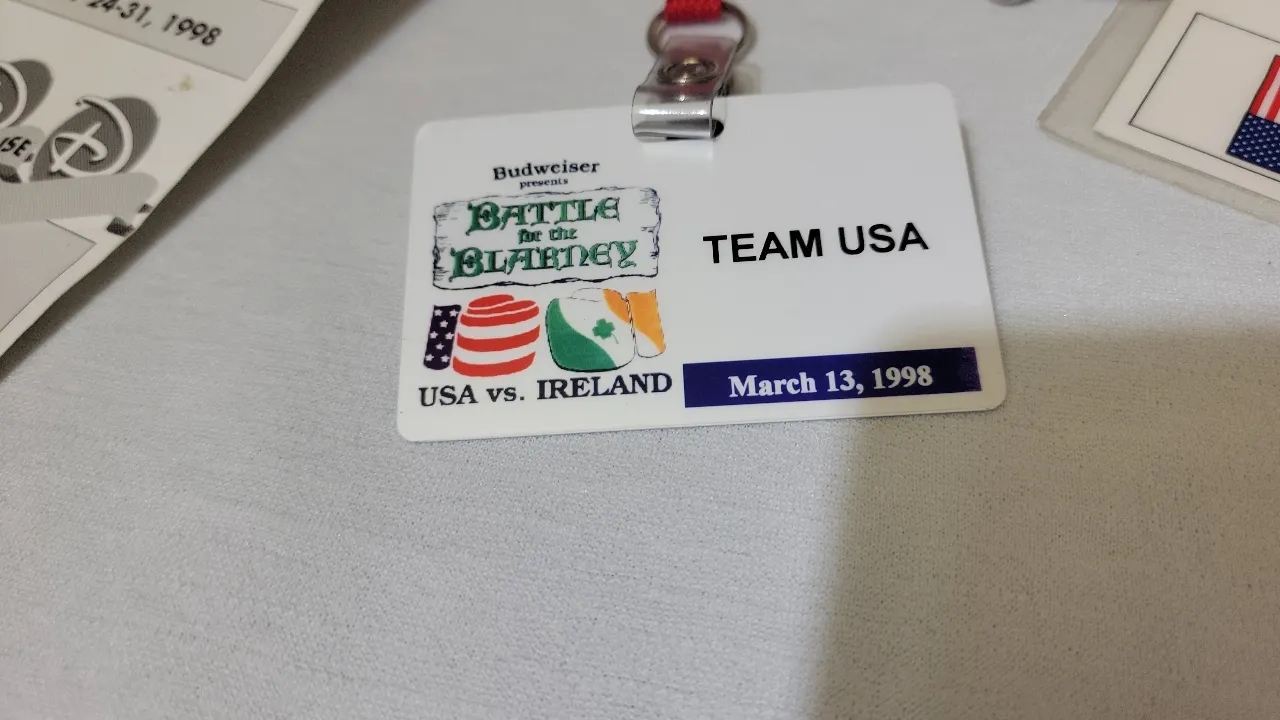 24-31, 1998
Budweiser
presents
BATTLE
for the
BLARNEY
USA vs. IRELAND
TEAM USA
March 13, 1998